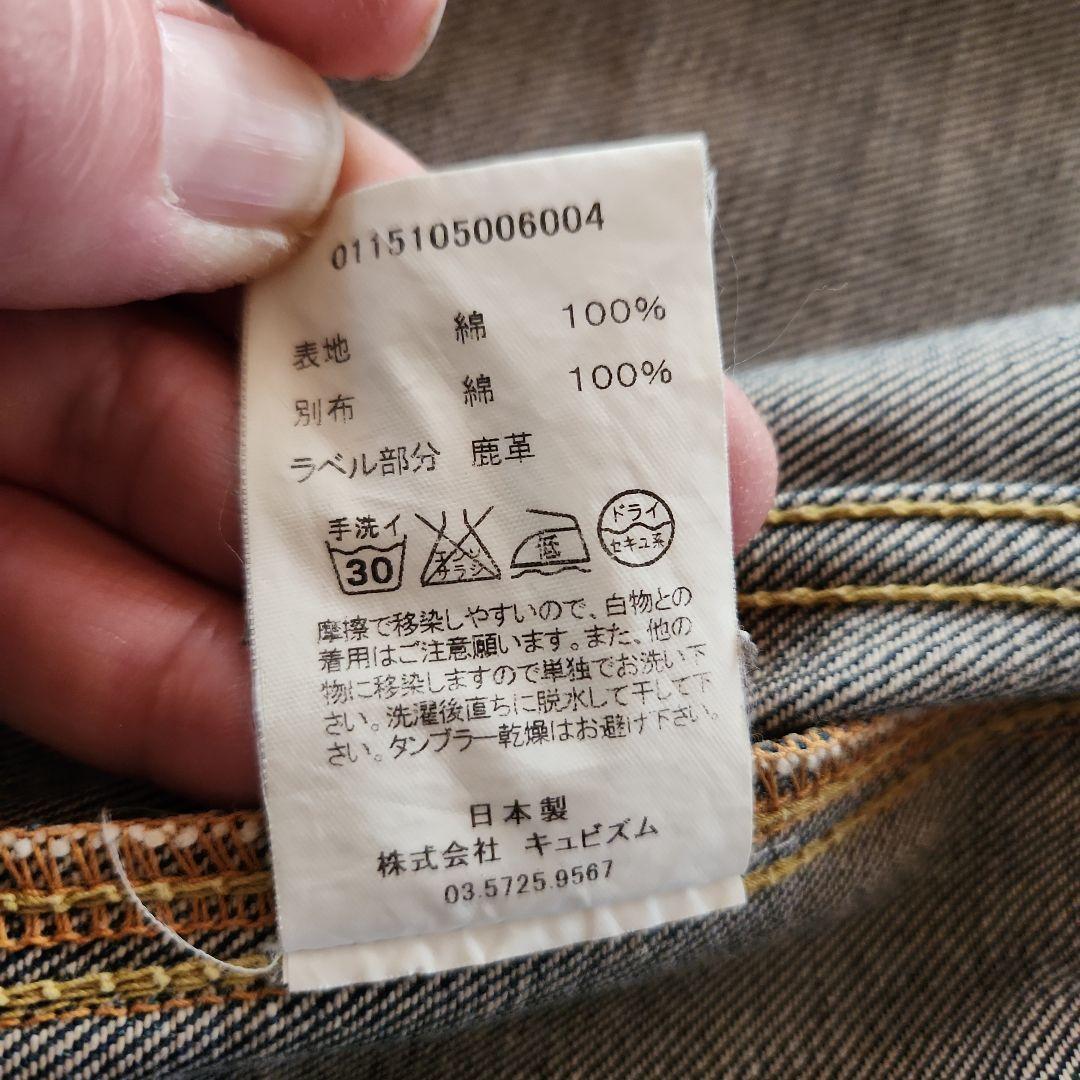 0115105006004
表地 綿 100%
別布 綿 100%
ラベル部分 鹿革
手洗イ
30 エンソ サラシ 低 ドライ セキユ系
摩擦で移染しやすいので、白物との
着用はご注意願います。また、他の
物に移染しますので単独でお洗い下
さい。洗濯後直ちに脱水して干して下
さい。タンブラー乾燥はお避け下さい。
日本製
株式会社 キュビズム
03.5725.9567